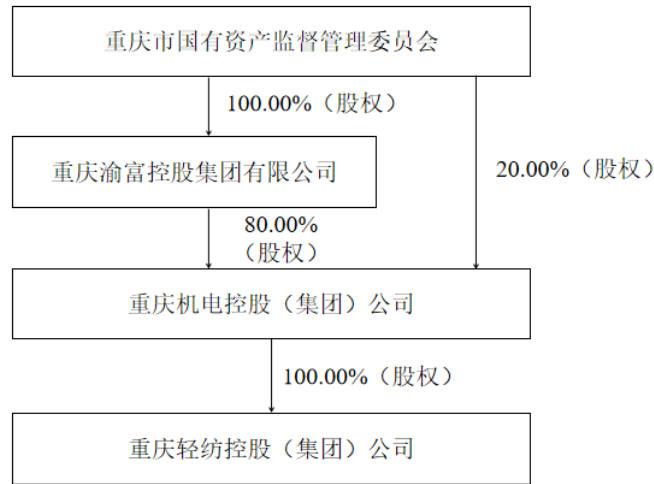 重庆市国有资产监督管理委员会
100.00%（股权）
重庆渝富控股集团有限公司
20.00%（股权）
80.00%
（股权）
重庆机电控股（集团）公司
100.00%（股权）
重庆轻纺控股（集团）公司